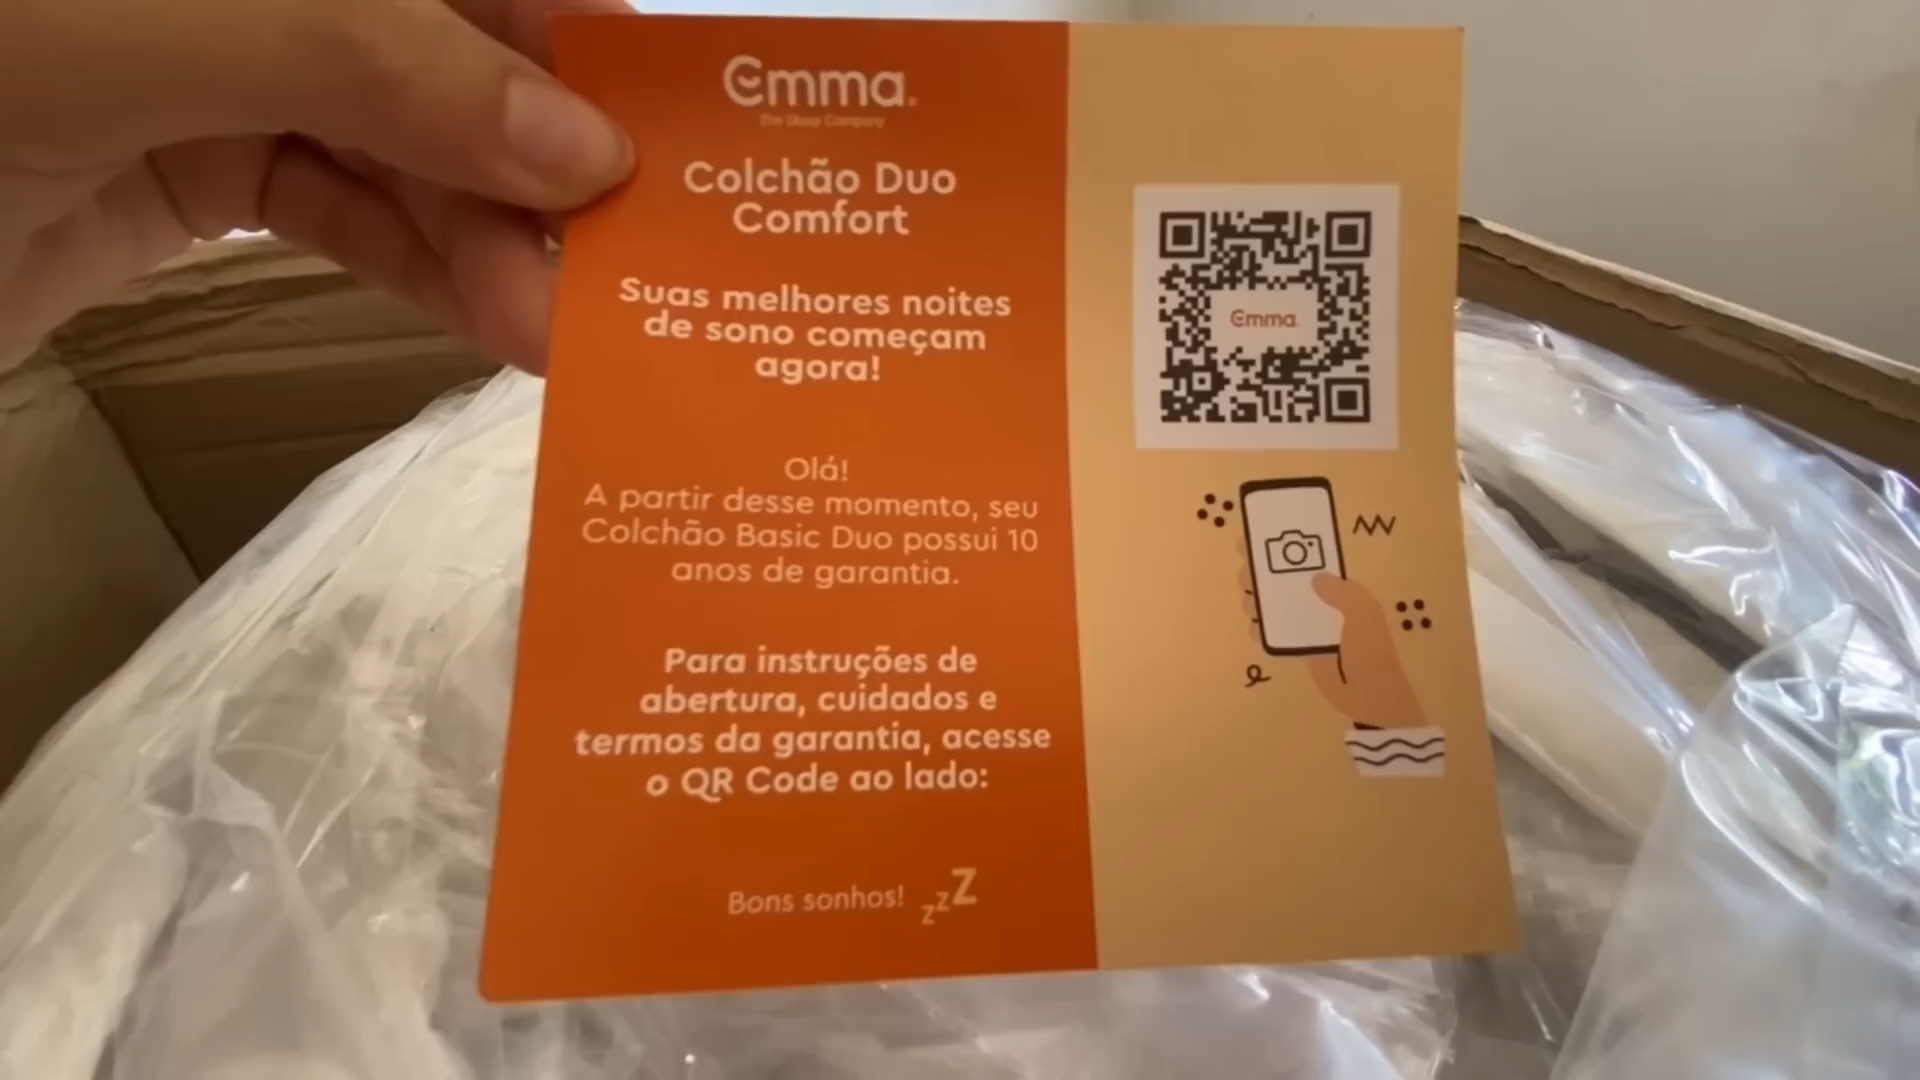 Emma.
The Sleep Company
Colchão Duo
Comfort
Suas melhores noites
de sono começam
agora!
Olá!
A partir desse momento, seu
Colchão Basic Duo possui 10
anos de garantia.
Para instruções de
abertura, cuidados e
termos da garantia, acesse
o QR Code ao lado:
Bons sonhos! zzZ
Emma.